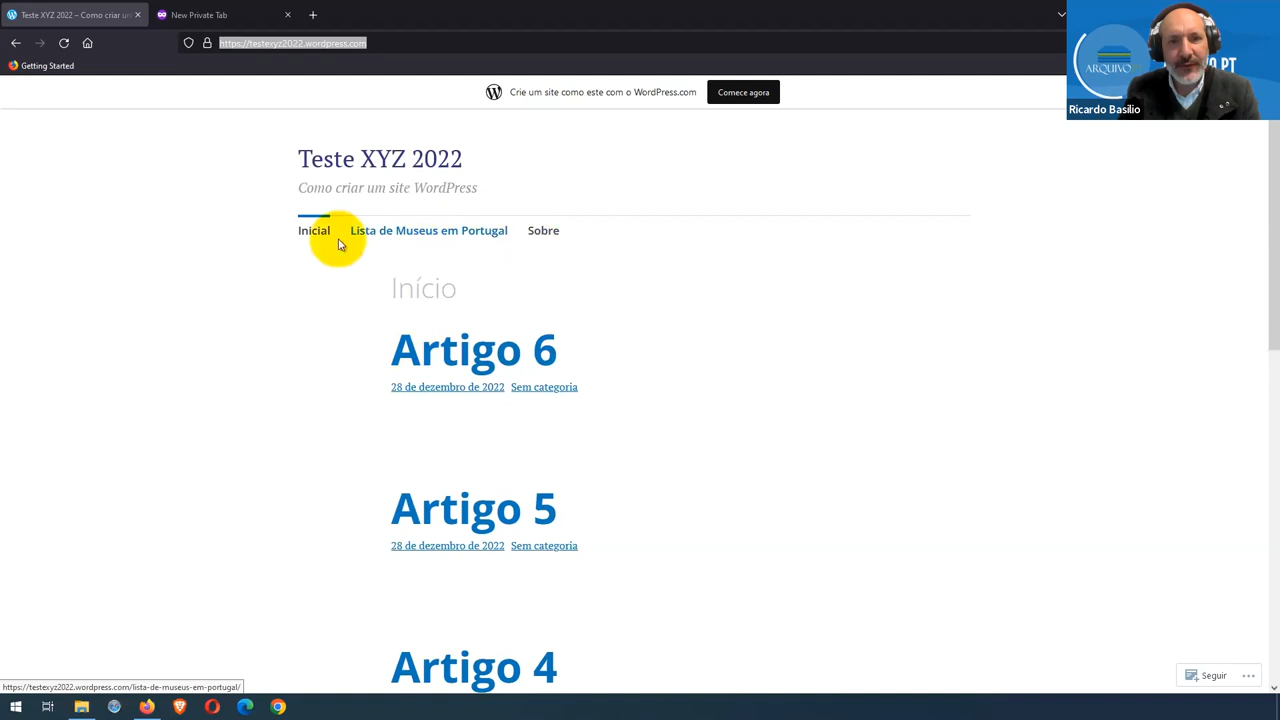 Teste XYZ 2022 – Como criar um
New Private Tab
https://testexyz2022.wordpress.com
Getting Started
ARQUIVO.PT
Ricardo Basilio
Crie um site como este com o WordPress.com
Comece agora
Teste XYZ 2022
Como criar um site WordPress
Inicial Lista de Museus em Portugal Sobre
Início
Artigo 6
28 de dezembro de 2022 Sem categoria
Artigo 5
28 de dezembro de 2022 Sem categoria
Artigo 4
Seguir
https://testexyz2022.wordpress.com/lista-de-museus-em-portugal/